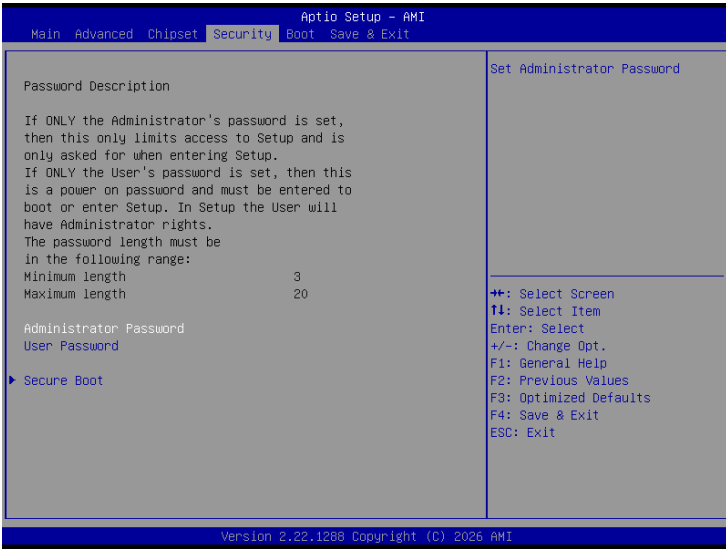 Aptio Setup – AMI
Main Advanced Chipset Security Boot Save & Exit
Password Description
If ONLY the Administrator's password is set,
then this only limits access to Setup and is
only asked for when entering Setup.
If ONLY the User's password is set, then this
is a power on password and must be entered to
boot or enter Setup. In Setup the User will
have Administrator rights.
The password length must be
in the following range:
Minimum length 3
Maximum length 20
Administrator Password
User Password
Secure Boot
Set Administrator Password
→←: Select Screen
↑↓: Select Item
Enter: Select
+/-: Change Opt.
F1: General Help
F2: Previous Values
F3: Optimized Defaults
F4: Save & Exit
ESC: Exit
Version 2.22.1288 Copyright (C) 2026 AMI